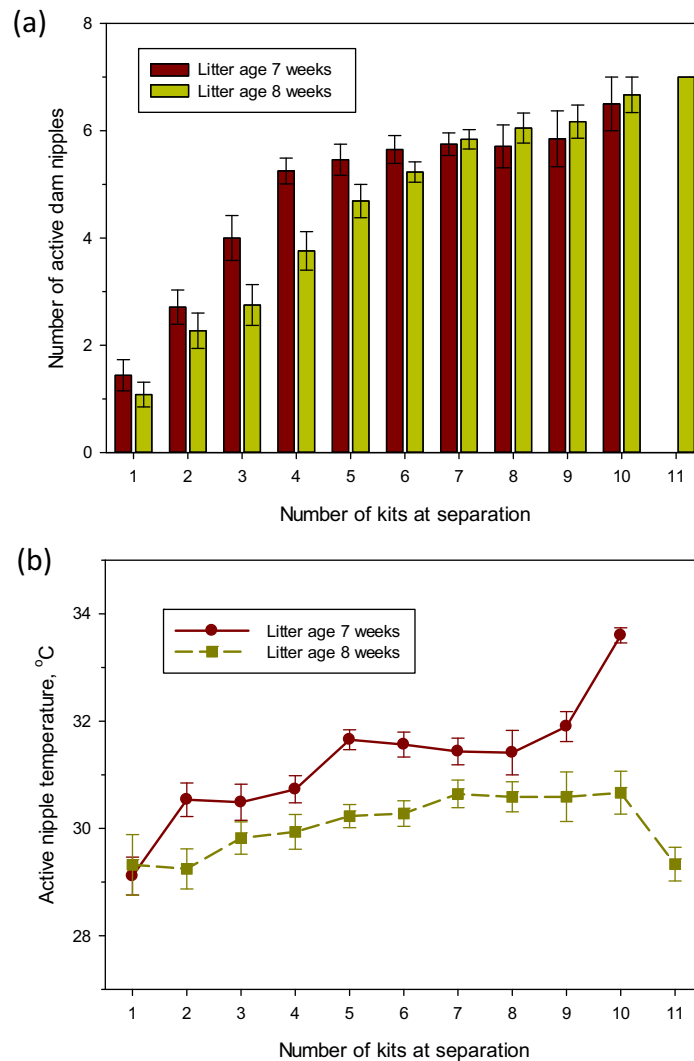 (a)
8
6
4
2
0
Number of active dam nipples
Litter age 7 weeks
Litter age 8 weeks
1 2 3 4 5 6 7 8 9 10 11
Number of kits at separation
(b)
34
32
30
28
Active nipple temperature, °C
Litter age 7 weeks
Litter age 8 weeks
1 2 3 4 5 6 7 8 9 10 11
Number of kits at separation